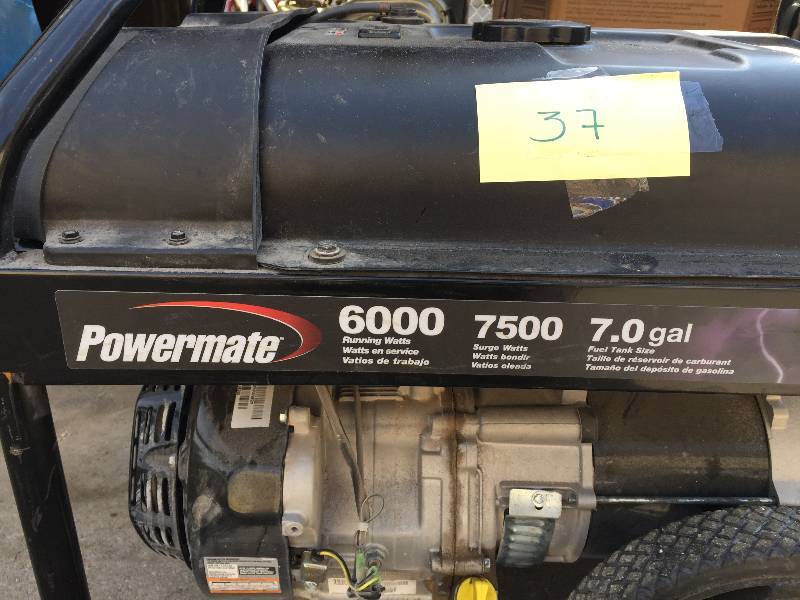 37
Powermate
6000
Running Watts
Watts en service
Vatios de trabajo
7500
Surge Watts
Watts bondir
Vatios oleada
7.0 gal
Fuel Tank Size
Taille de réservoir de carburant
Tamaño del depósito de gasolina